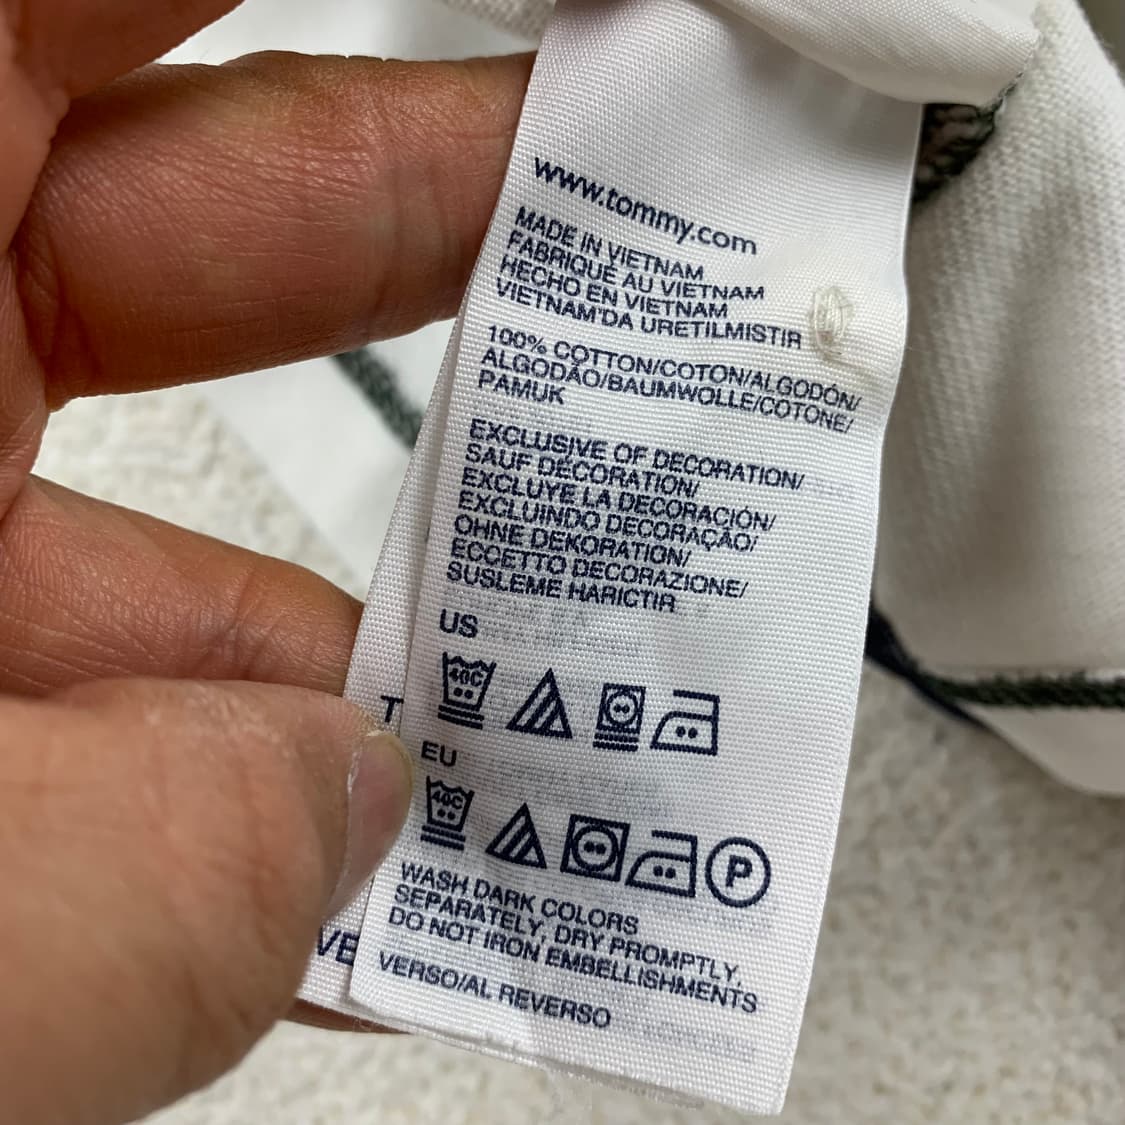 www.tommy.com
MADE IN VIETNAM
FABRIQUÉ AU VIETNAM
HECHO EN VIETNAM
VIETNAM'DA URETILMISTIR
100% COTTON/COTON/ALGODÓN/
ALGODÃO/BAUMWOLLE/COTONE/
PAMUK
EXCLUSIVE OF DECORATION/
SAUF DÉCORATION/
EXCLUYE LA DECORACIÓN/
EXCLUINDO DECORAÇÃO/
OHNE DEKORATION/
ECCETTO DECORAZIONE/
SUSLEME HARICTIR
US
40C
T
EU
40C
P
WASH DARK COLORS
SEPARATELY, DRY PROMPTLY,
DO NOT IRON EMBELLISHMENTS
VE
VERSO/AL REVERSO